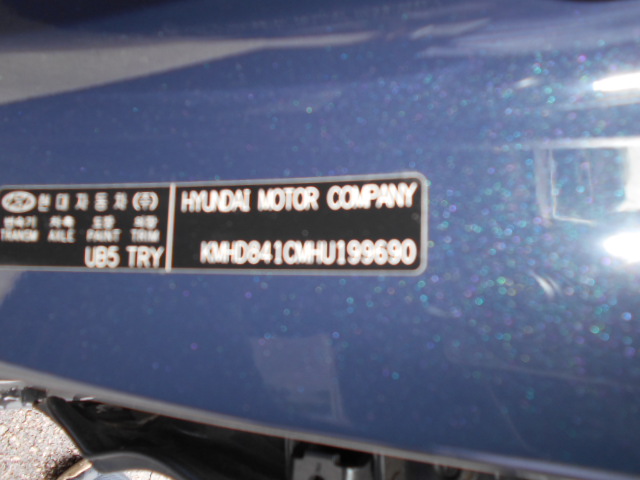 현대자동차(주)
변속기 차축 도장 내장
TRANSM AXLE PAINT TRIM
UB5 TRY
HYUNDAI MOTOR COMPANY
KMHD841CMHU199690